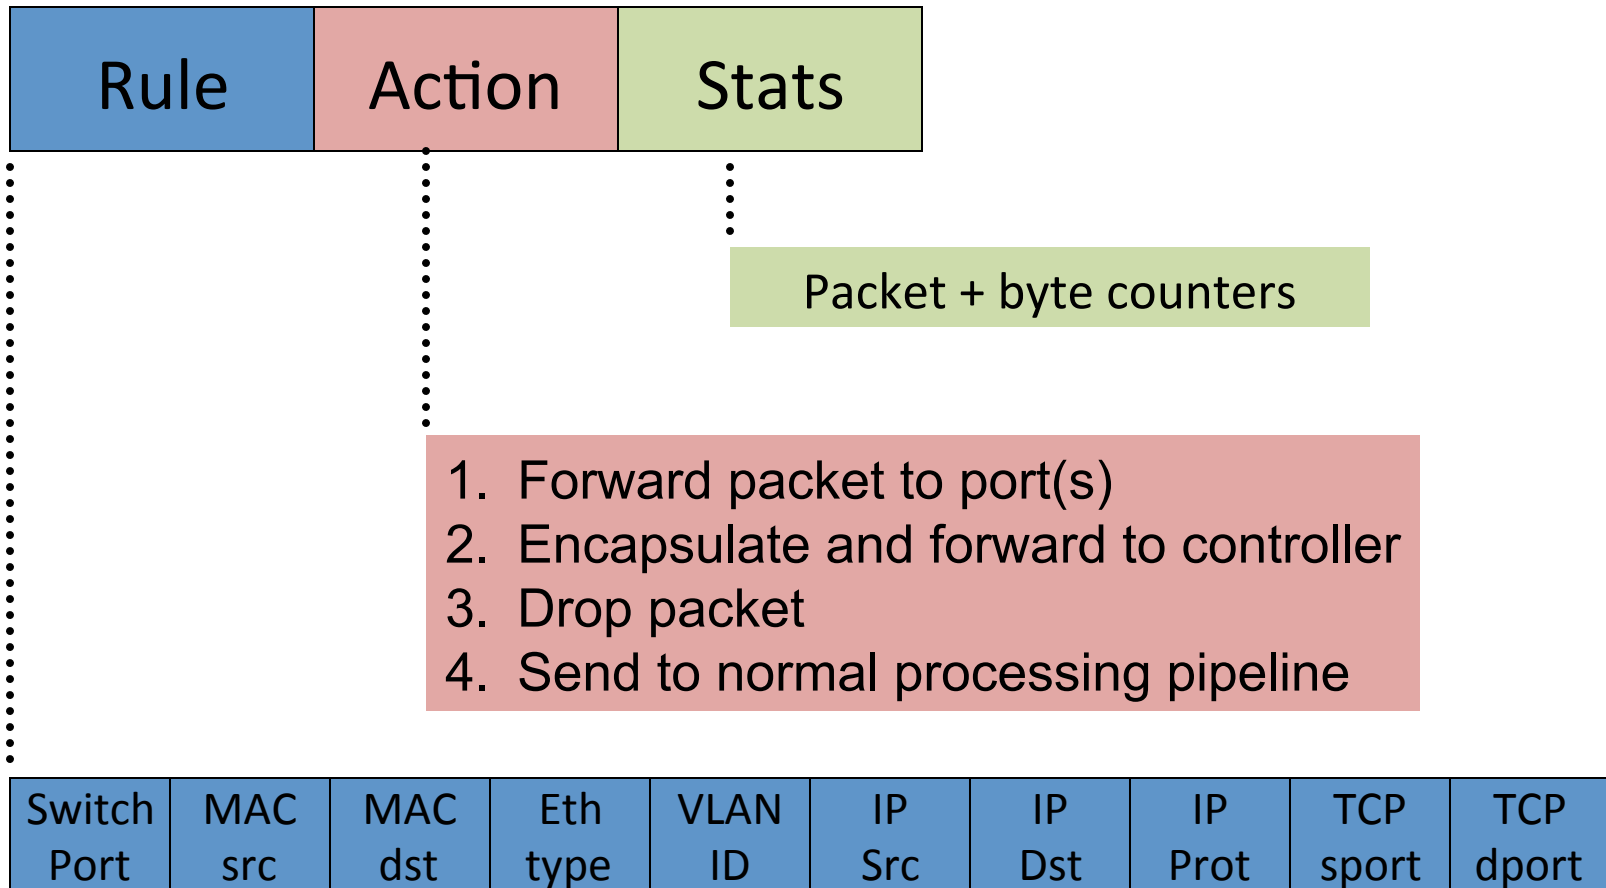 Rule Action Stats
Packet + byte counters
1. Forward packet to port(s)
2. Encapsulate and forward to controller
3. Drop packet
4. Send to normal processing pipeline
Switch Port
MAC src
MAC dst
Eth type
VLAN ID
IP Src
IP Dst
IP Prot
TCP sport
TCP dport